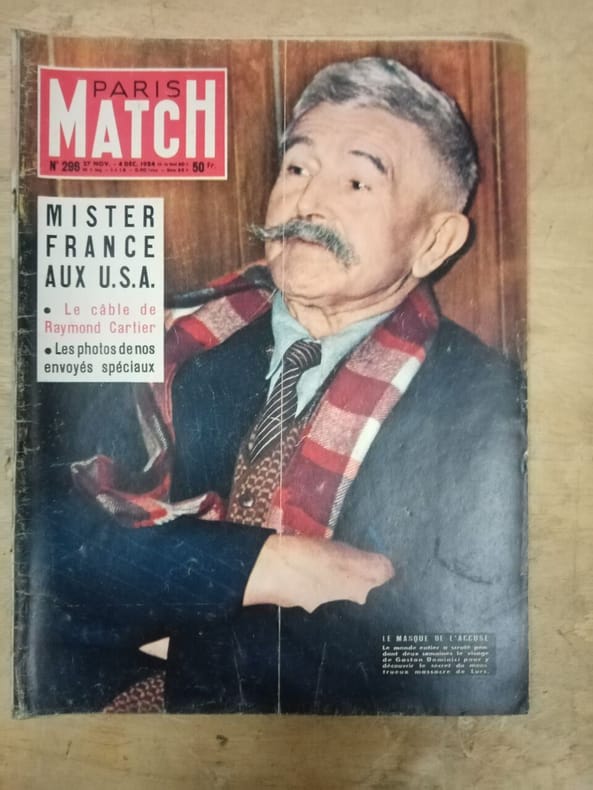 PARIS
MATCH
N° 296 27 NOV. - 4 DÉC. 1954 50 Fr.
MISTER
FRANCE
AUX U.S.A.
• Le câble de
Raymond Cartier
• Les photos de nos
envoyés spéciaux
LE MASQUE DE L'ACCUSÉ
Le monde entier a scruté pen-
dant deux semaines le visage
de Gaston Dominici pour y
découvrir le secret du mons-
trueux massacre de Lurs.